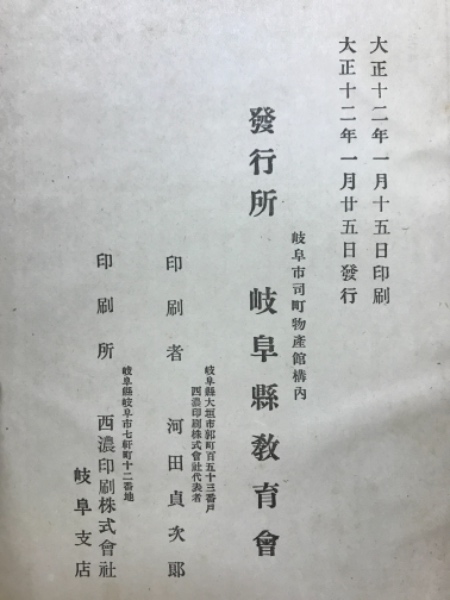 大正十二年一月十五日印刷
大正十二年一月廿五日發行
岐阜市司町物產館構內
發行所 岐阜縣教育會
岐阜縣大垣市郭町百五十三番戶
西濃印刷株式會社代表者
印刷者 河田貞次郞
岐阜縣岐阜市七軒町十二番地
印刷所 西濃印刷株式會社
岐阜支店